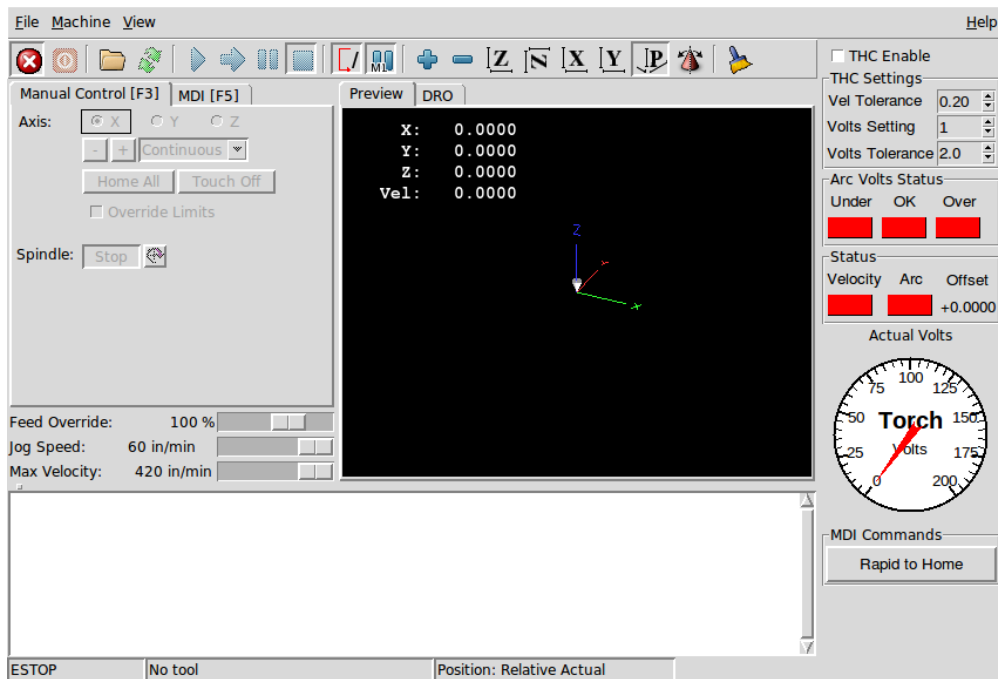 File Machine View Help
M1 Z N X Y P
Manual Control [F3] MDI [F5]
Axis: X Y Z
- + Continuous
Home All Touch Off
Override Limits
Spindle: Stop
Feed Override: 100 %
Jog Speed: 60 in/min
Max Velocity: 420 in/min
Preview DRO
X: 0.0000
Y: 0.0000
Z: 0.0000
Vel: 0.0000
Z
Y
X
THC Enable
THC Settings
Vel Tolerance 0.20
Volts Setting 1
Volts Tolerance 2.0
Arc Volts Status
Under OK Over
Status
Velocity Arc Offset
+0.0000
Actual Volts
0 25 50 75 100 125 150 175 200
Torch
Volts
MDI Commands
Rapid to Home
ESTOP No tool Position: Relative Actual